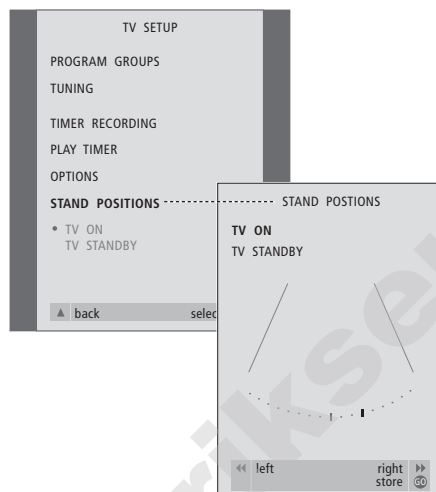 TV SETUP
PROGRAM GROUPS
TUNING
TIMER RECORDING
PLAY TIMER
OPTIONS
STAND POSITIONS
• TV ON
TV STANDBY
▲ back selec
STAND POSTIONS
TV ON
TV STANDBY
left right
store GO